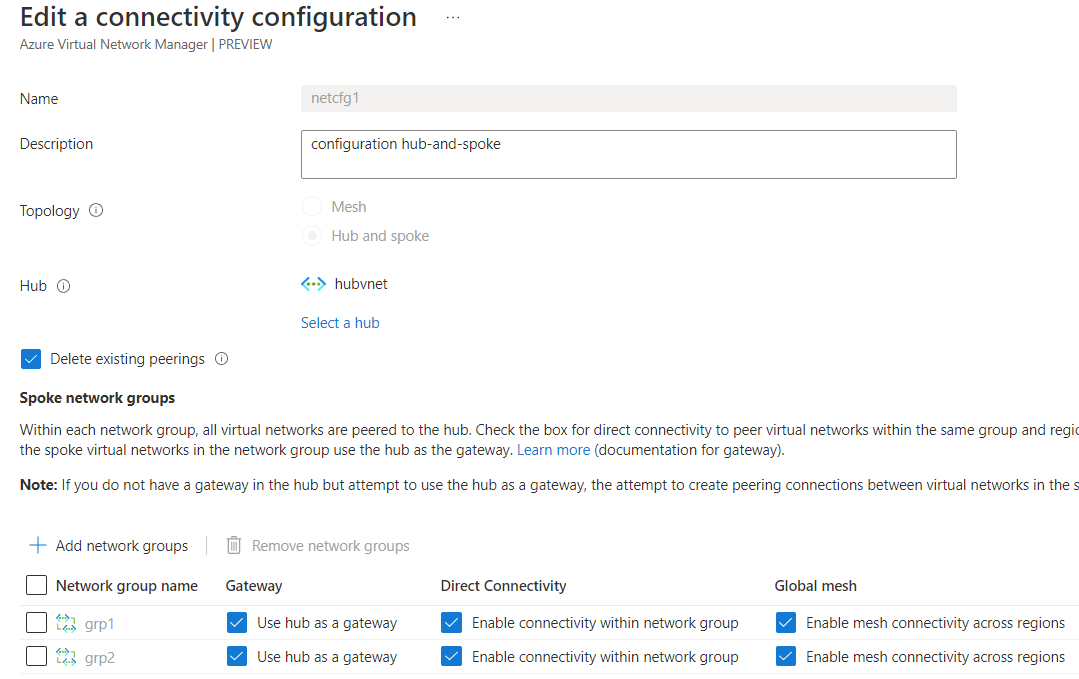 Edit a connectivity configuration ...
Azure Virtual Network Manager | PREVIEW
Name netcfg1
Description configuration hub-and-spoke
Topology Mesh
Hub and spoke
Hub hubvnet
Select a hub
Delete existing peerings
Spoke network groups
Within each network group, all virtual networks are peered to the hub. Check the box for direct connectivity to peer virtual networks within the same group and
the spoke virtual networks in the network group use the hub as the gateway. Learn more (documentation for gateway).
Note: If you do not have a gateway in the hub but attempt to use the hub as a gateway, the attempt to create peering connections between virtual networks in the
Add network groups Remove network groups
Network group name Gateway Direct Connectivity Global mesh
grp1 Use hub as a gateway Enable connectivity within network group Enable mesh connectivity across regions
grp2 Use hub as a gateway Enable connectivity within network group Enable mesh connectivity across regions